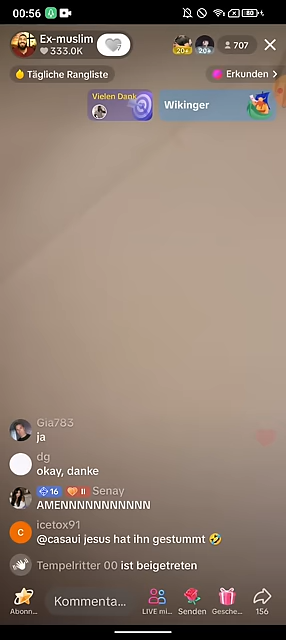 00:56
80
Ex-muslim
333.0K
20+
20+
707
Tägliche Rangliste
Erkunden
Vielen Dank
Wikinger
Gia783
ja
dg
okay, danke
16
II
Senay
AMENNNNNNNNNNN
icetox91
@casaui jesus hat ihn gestummt 🤣
Tempelritter 00 ist beigetreten
Abonn...
Kommenta...
LIVE mi...
Senden
Gesche...
156